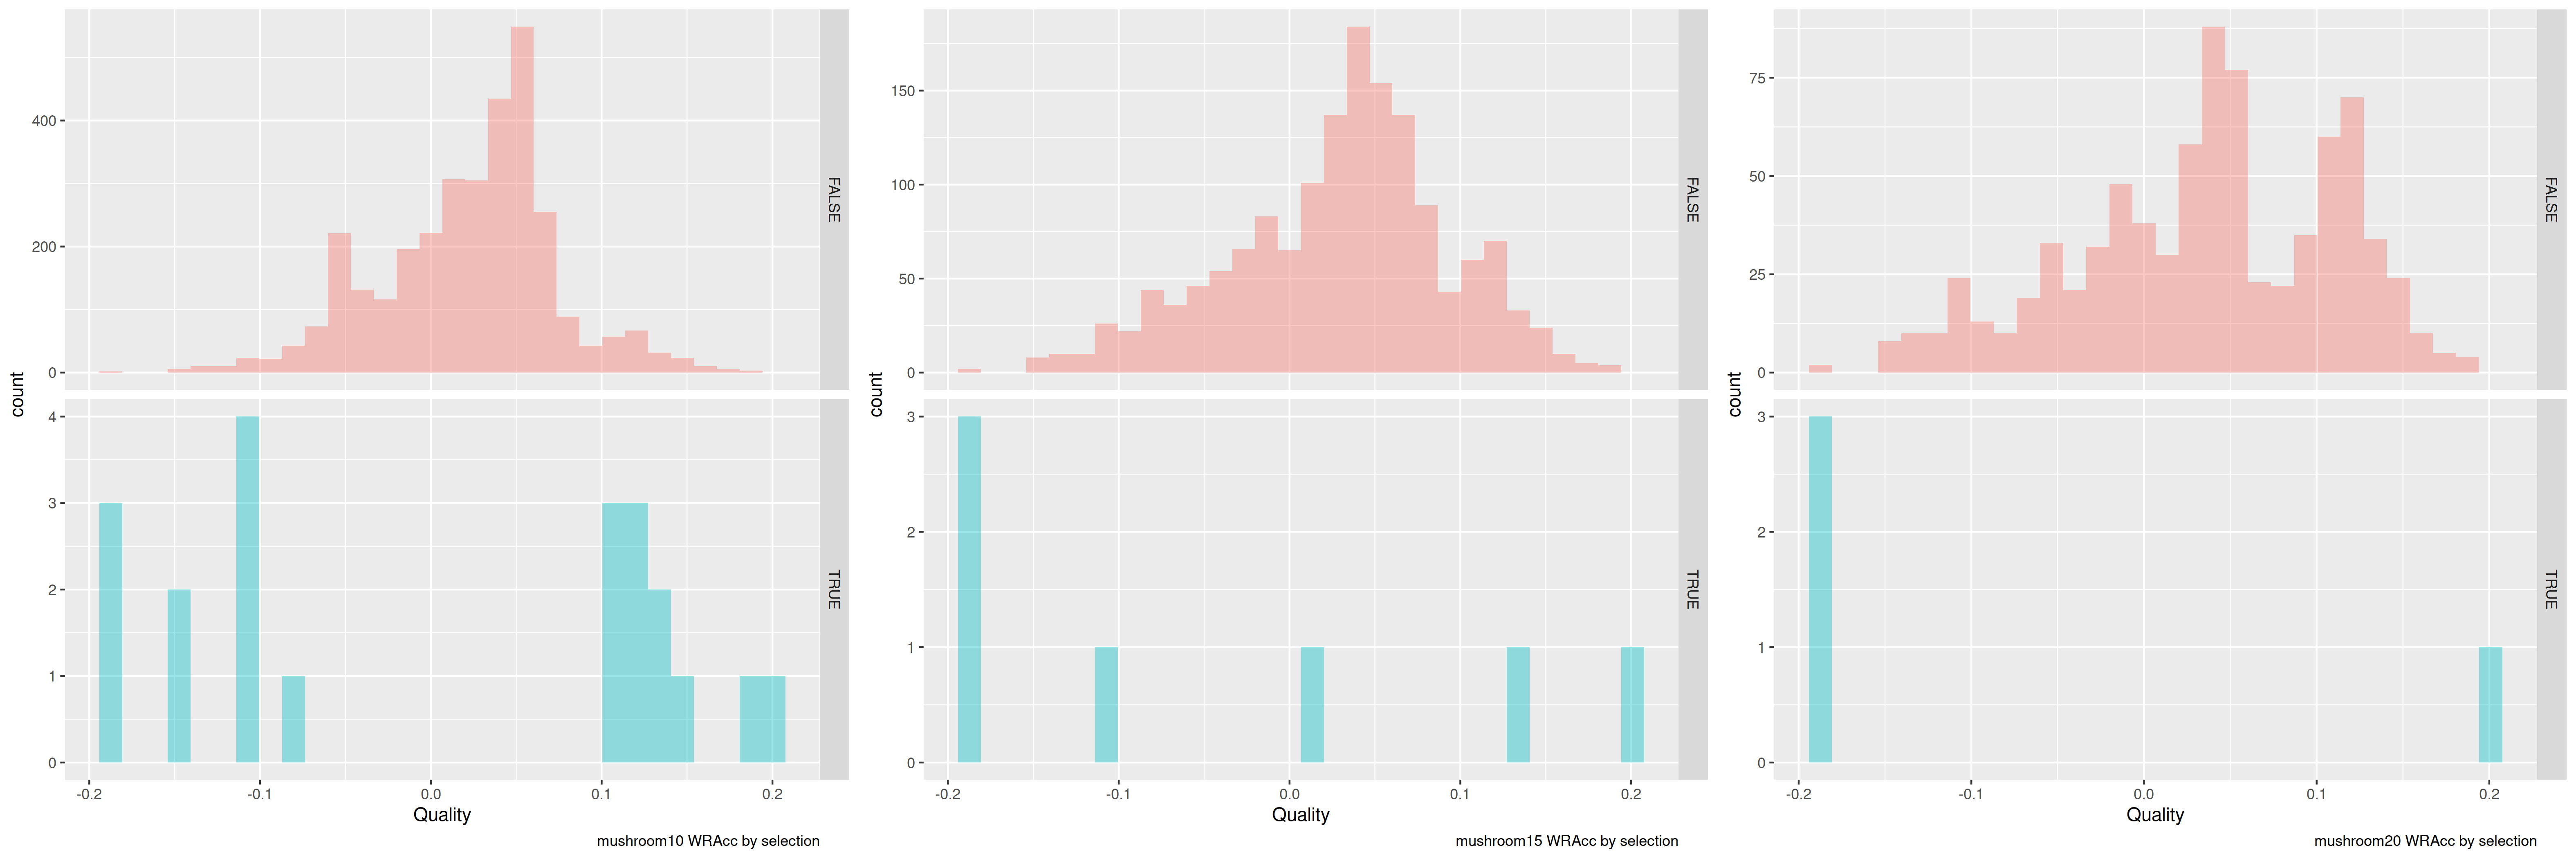 count
400
200
0
FALSE
4
3
2
1
0
TRUE
-0.2 -0.1 0.0 0.1 0.2
Quality
mushroom10 WRAcc by selection
count
150
100
50
0
FALSE
3
2
1
0
TRUE
-0.2 -0.1 0.0 0.1 0.2
Quality
mushroom15 WRAcc by selection
count
75
50
25
0
FALSE
3
2
1
0
TRUE
-0.2 -0.1 0.0 0.1 0.2
Quality
mushroom20 WRAcc by selection